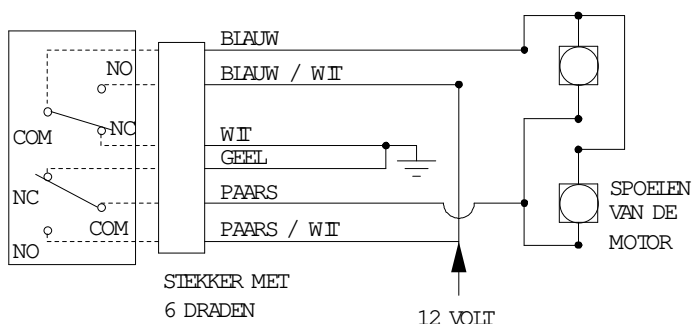 BLAUW
NO
BLAUW / WIT
COM
NC
WIT
GEEL
NC
PAARS
COM
NO
PAARS / WIT
SPOELEN
VAN DE
MOTOR
STEKKER MET
6 DRADEN
12 VOLT